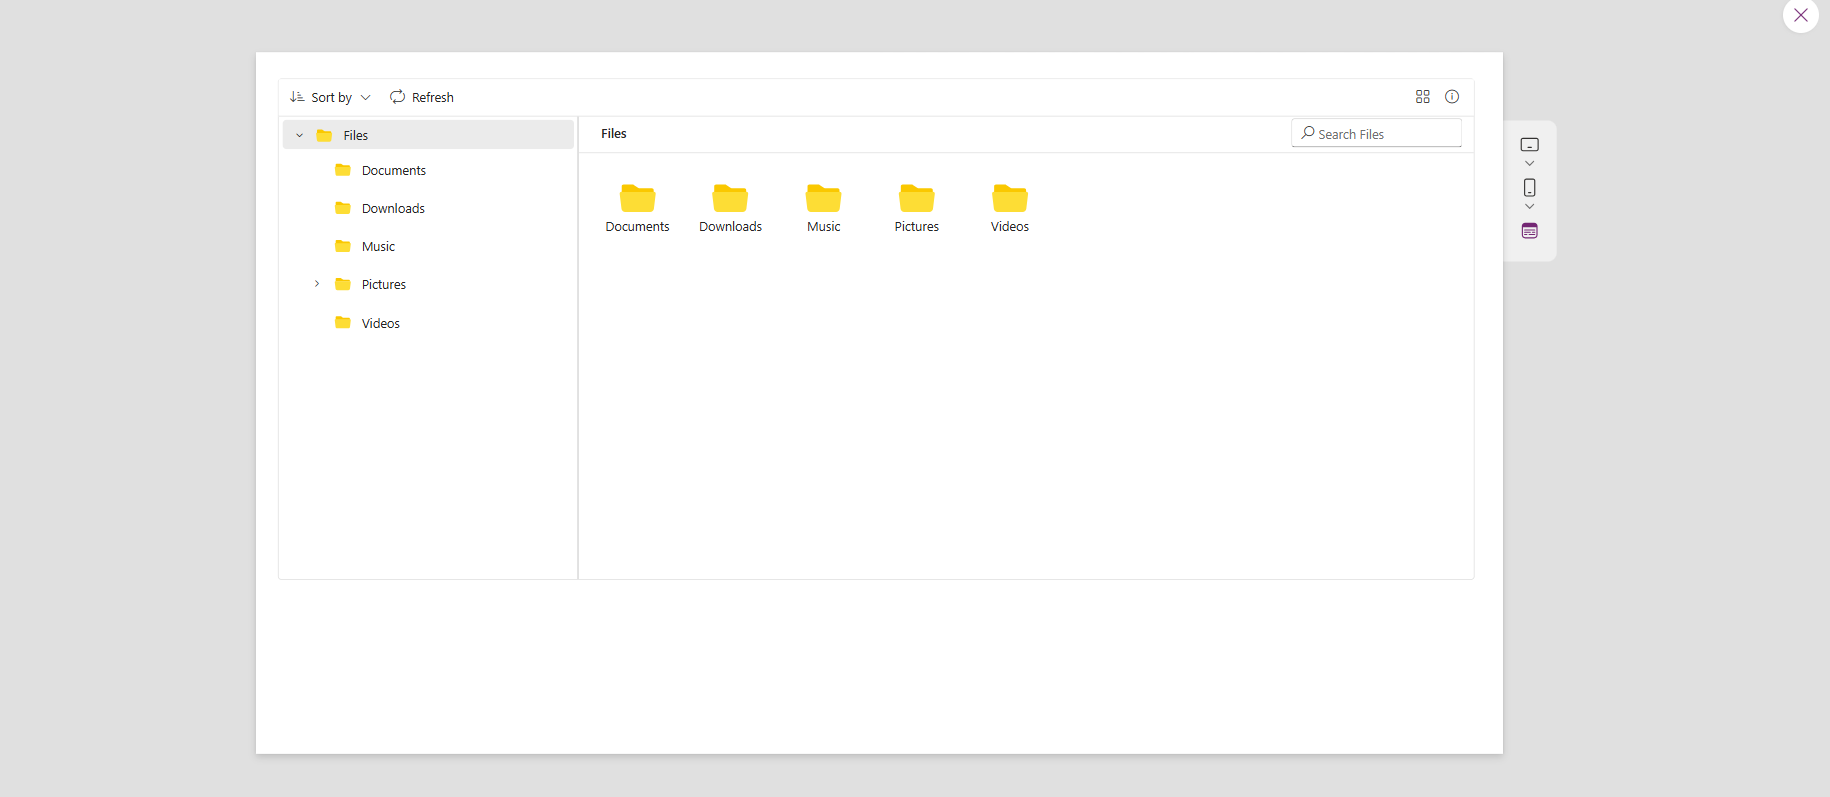 Sort by
Refresh
Files
Documents
Downloads
Music
Pictures
Videos
Files
Search Files
Documents
Downloads
Music
Pictures
Videos